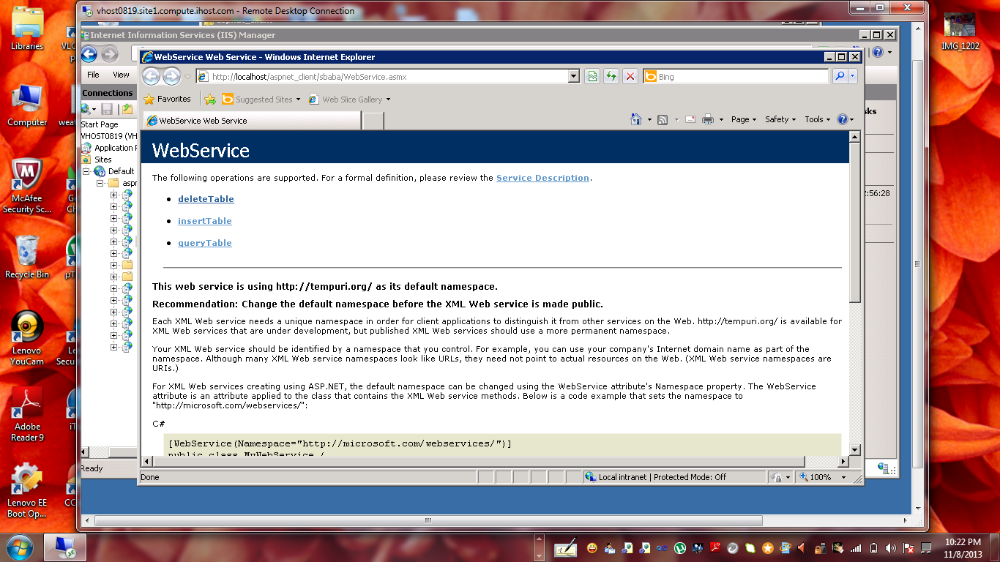 vhost0819.site1.compute.ihost.com - Remote Desktop Connection
Libraries
Computer
McAfee
Security Sc...
Recycle Bin
Lenovo
YouCam
Adobe
Reader 9
Lenovo EE
Boot Op...
IMG_1202
Internet Information Services (IIS) Manager
File View
Connections
Start Page
VHOST0819 (VH
Application P
Sites
Default
asp
Ready
:56:28
WebService Web Service - Windows Internet Explorer
http://localhost/aspnet_client/sbaba/WebService.asmx
Bing
Favorites Suggested Sites Web Slice Gallery
WebService Web Service
Page Safety Tools
WebService
The following operations are supported. For a formal definition, please review the Service Description.
• deleteTable
• insertTable
• queryTable
This web service is using http://tempuri.org/ as its default namespace.
Recommendation: Change the default namespace before the XML Web service is made public.
Each XML Web service needs a unique namespace in order for client applications to distinguish it from other services on the Web. http://tempuri.org/ is available for
XML Web services that are under development, but published XML Web services should use a more permanent namespace.
Your XML Web service should be identified by a namespace that you control. For example, you can use your company's Internet domain name as part of the
namespace. Although many XML Web service namespaces look like URLs, they need not point to actual resources on the Web. (XML Web service namespaces are
URIs.)
For XML Web services creating using ASP.NET, the default namespace can be changed using the WebService attribute's Namespace property. The WebService
attribute is an attribute applied to the class that contains the XML Web service methods. Below is a code example that sets the namespace to
"http://microsoft.com/webservices/":
C#
[WebService(Namespace="http://microsoft.com/webservices/")]
public class MyWebService {
Done
Local intranet | Protected Mode: Off
100%
10:22 PM
11/8/2013